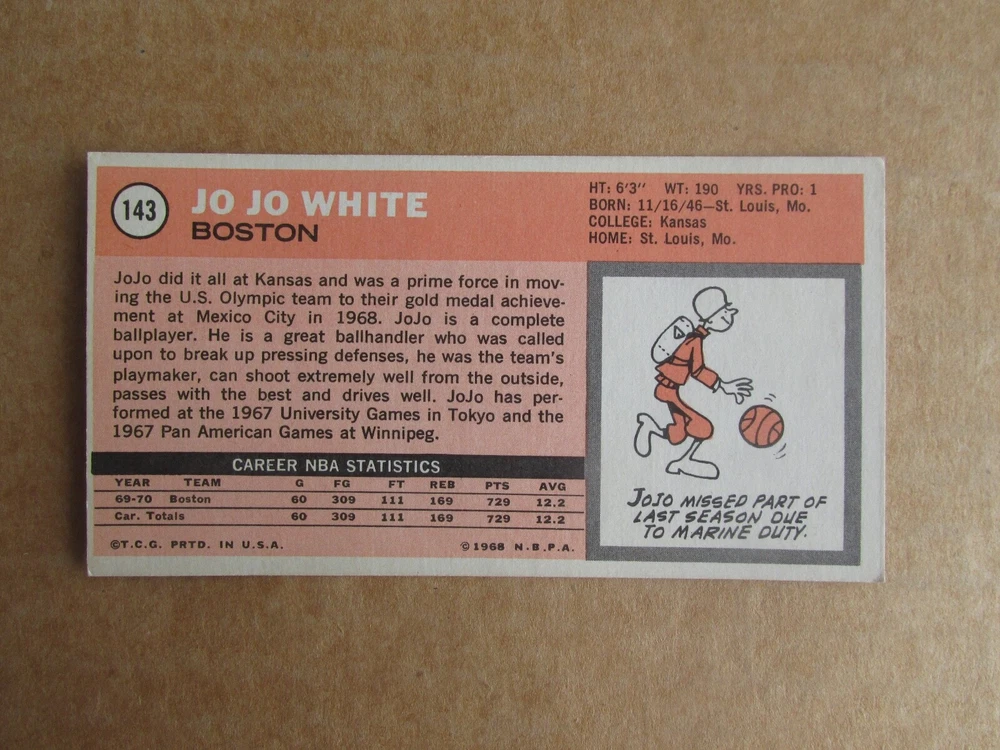 143
JO JO WHITE
BOSTON
HT: 6'3" WT: 190 YRS. PRO: 1
BORN: 11/16/46—St. Louis, Mo.
COLLEGE: Kansas
HOME: St. Louis, Mo.
JoJo did it all at Kansas and was a prime force in mov-
ing the U.S. Olympic team to their gold medal achieve-
ment at Mexico City in 1968. JoJo is a complete
ballplayer. He is a great ballhandler who was called
upon to break up pressing defenses, he was the team's
playmaker, can shoot extremely well from the outside,
passes with the best and drives well. JoJo has per-
formed at the 1967 University Games in Tokyo and the
1967 Pan American Games at Winnipeg.
CAREER NBA STATISTICS
YEAR TEAM G FG FT REB PTS AVG
69-70 Boston 60 309 111 169 729 12.2
Car. Totals 60 309 111 169 729 12.2
©T.C.G. PRTD. IN U.S.A. ©1968 N.B.P.A.
JOJO MISSED PART OF
LAST SEASON DUE
TO MARINE DUTY.